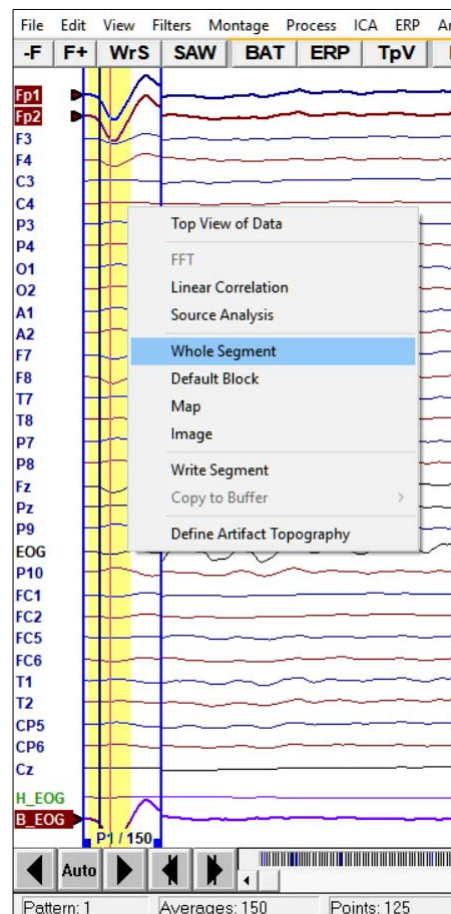 File Edit View Filters Montage Process ICA ERP
-F F+ WrS SAW BAT ERP TpV
Fp1
Fp2
F3
F4
C3
C4
P3
P4
O1
O2
A1
A2
F7
F8
T7
T8
P7
P8
Fz
Pz
P9
EOG
P10
FC1
FC2
FC5
FC6
T1
T2
CP5
CP6
Cz
H_EOG
B_EOG
Top View of Data
FFT
Linear Correlation
Source Analysis
Whole Segment
Default Block
Map
Image
Write Segment
Copy to Buffer
Define Artifact Topography
P1 / 150
Auto
Pattern: 1 Averages: 150 Points: 125